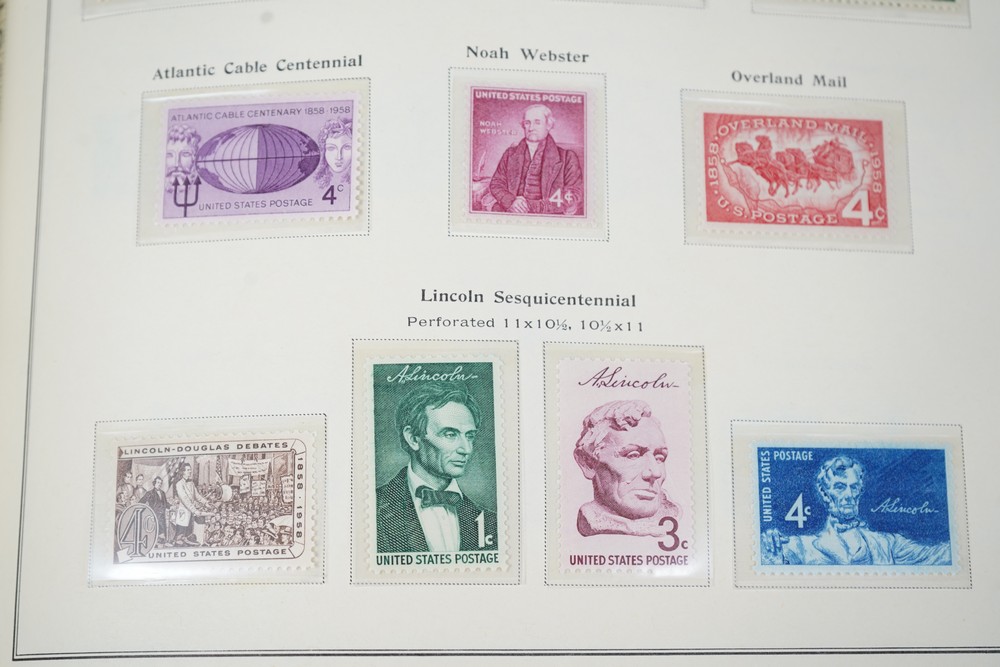 Atlantic Cable Centennial
Noah Webster
Overland Mail
ATLANTIC CABLE CENTENARY 1858-1958
4c
UNITED STATES POSTAGE
UNITED STATES POSTAGE
NOAH
WEBSTER
4¢
OVERLAND MAIL
1858
1958
U.S. POSTAGE
4c
Lincoln Sesquicentennial
Perforated 11x10½, 10½x11
LINCOLN-DOUGLAS DEBATES
1858-1958
4¢
UNITED STATES POSTAGE
A. Lincoln
1c
UNITED STATES POSTAGE
A. Lincoln
3c
UNITED STATES POSTAGE
UNITED STATES POSTAGE
4c
A. Lincoln